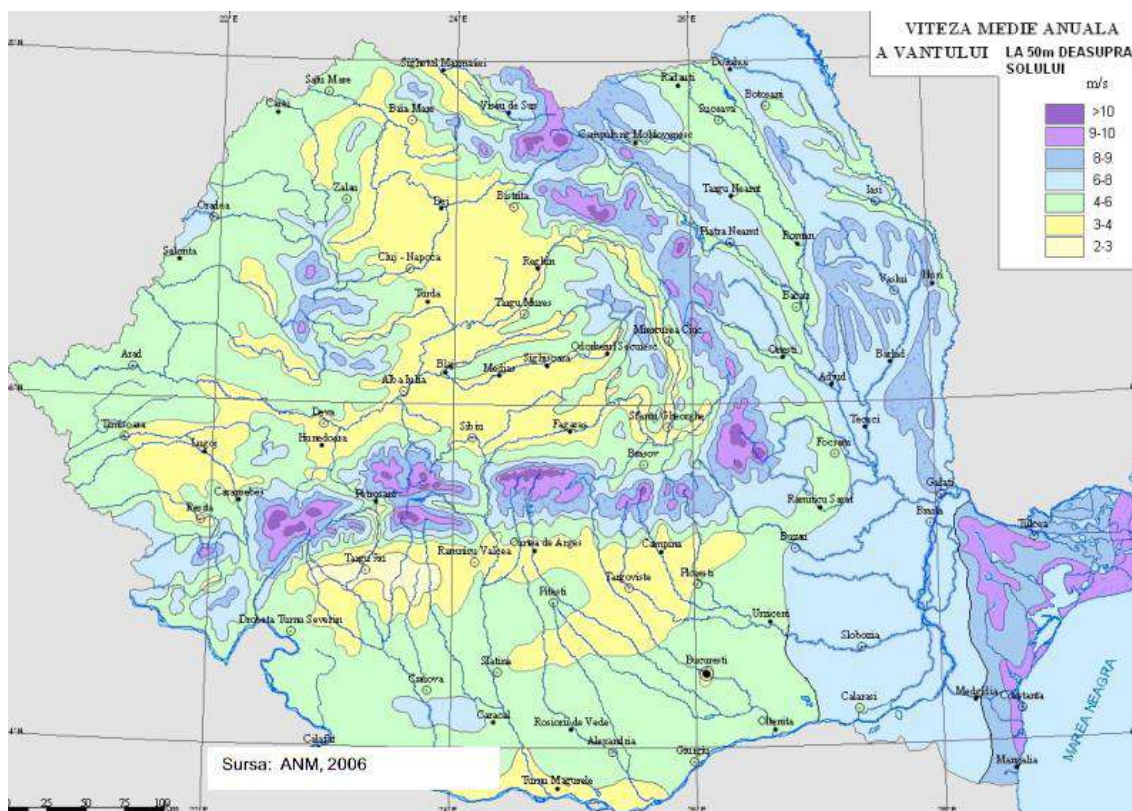 VITEZA MEDIE ANUALA
A VANTULUI LA 50m DEASUPRA
SOLULUI
m/s
>10
9-10
8-9
6-8
4-6
3-4
2-3
22°E
24°E
26°E
Sighetul Marmatiei
Satu Mare
Carei
Baia Mare
Viseu de Sus
Radauti
Dorohoi
Botosani
Suceava
Campulung Moldovenesc
Iasi
Zalau
Oradea
Dej
Bistrita
Targu Neamt
Piatra Neamt
Roman
Salonta
Cluj - Napoca
Reghin
Vaslui
Husi
Turda
Targu Mures
Bacau
Miercurea Ciuc
Odorheiul Secuiesc
Onesti
Barlad
Arad
Blaj
Medias
Sighisoara
Alba Iulia
Adjud
Timisoara
Deva
Hunedoara
Sibiu
Fagaras
Sfantu Gheorghe
Tecuci
Lugoj
Brasov
Focsani
Caransebes
Petrosani
Ramnicu Sarat
Galati
Braila
Resita
Tulcea
Targu Jiu
Ramnicu Valcea
Curtea de Arges
Campina
Buzau
Targoviste
Ploiesti
Pitesti
Drobeta Turnu Severin
Urziceni
Slobozia
Slatina
Bucuresti
Craiova
Medgidia
Constanta
Calarasi
Caracal
Rosiorii de Vede
Oltenita
Alexandria
Calafat
Giurgiu
Mangalia
MAREA NEAGRA
Sursa: ANM, 2006
Turnu Magurele
0 25 50 75 100